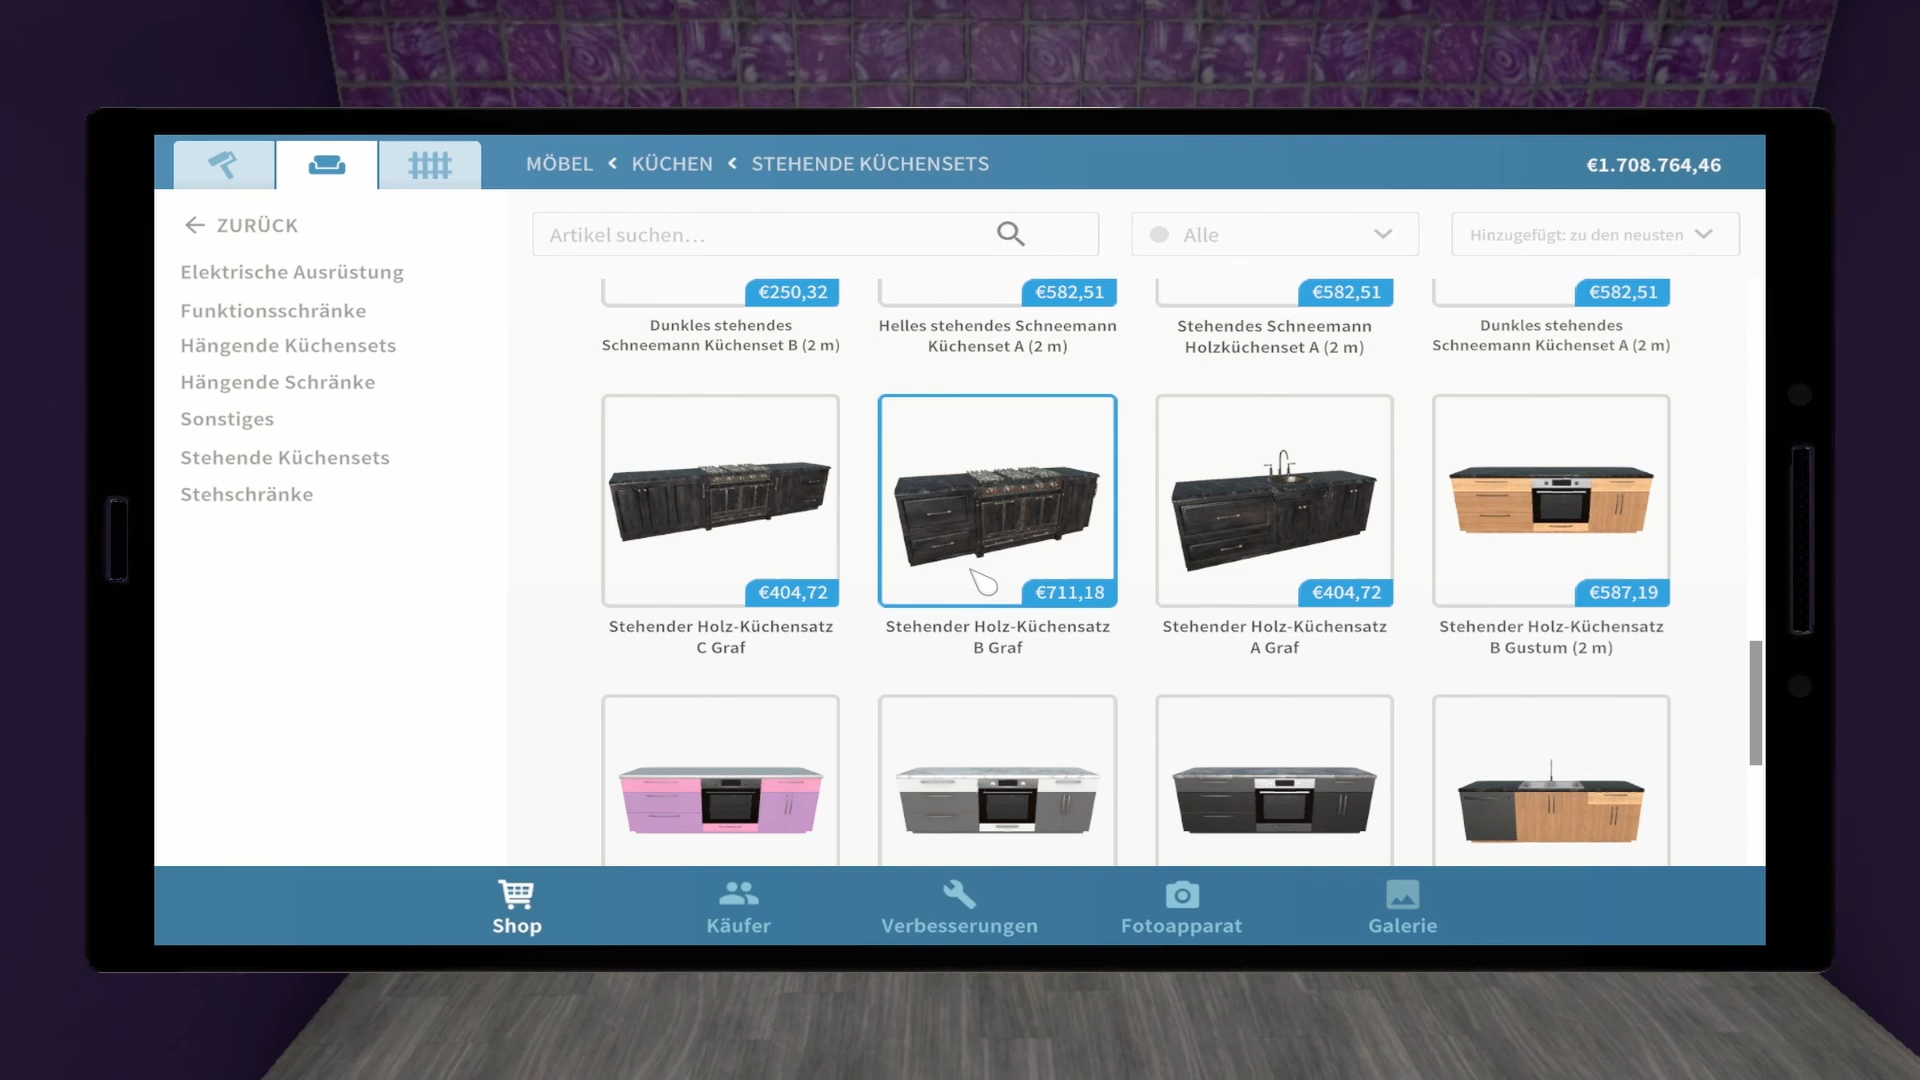 MÖBEL < KÜCHEN < STEHENDE KÜCHENSETS
€1.708.764,46
ZURÜCK
Elektrische Ausrüstung
Funktionsschränke
Hängende Küchensets
Hängende Schränke
Sonstiges
Stehende Küchensets
Stehschränke
Artikel suchen...
Alle
Hinzugefügt: zu den neusten
€250,32
€582,51
€582,51
€582,51
Dunkles stehendes
Schneemann Küchenset B (2 m)
Helles stehendes Schneemann
Küchenset A (2 m)
Stehendes Schneemann
Holzküchenset A (2 m)
Dunkles stehendes
Schneemann Küchenset A (2 m)
€404,72
€711,18
€404,72
€587,19
Stehender Holz-Küchensatz
C Graf
Stehender Holz-Küchensatz
B Graf
Stehender Holz-Küchensatz
A Graf
Stehender Holz-Küchensatz
B Gustum (2 m)
Shop
Käufer
Verbesserungen
Fotoapparat
Galerie